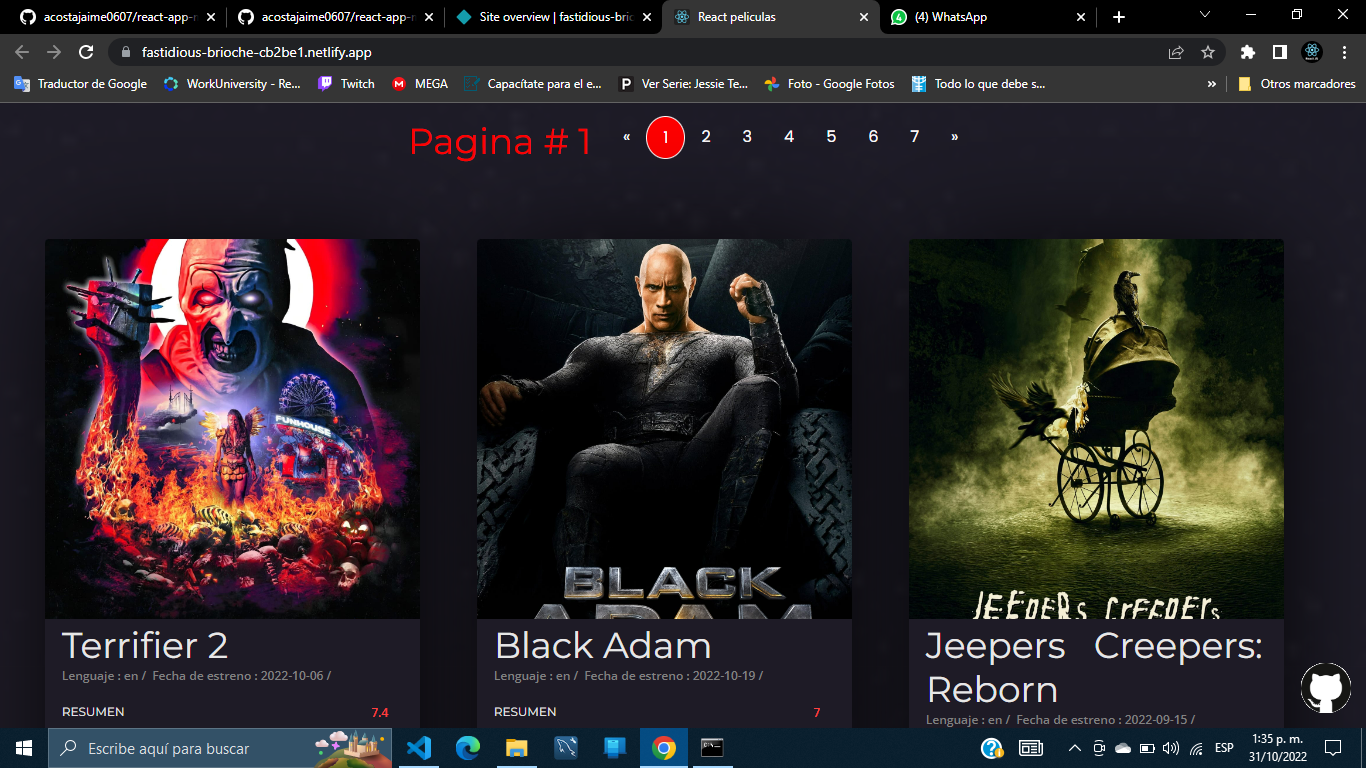 acostajaime0607/react-app-r
acostajaime0607/react-app-r
Site overview | fastidious-brio
React peliculas
4
(4) WhatsApp
fastidious-brioche-cb2be1.netlify.app
Traductor de Google
WorkUniversity - Re...
Twitch
MEGA
Capacítate para el e...
Ver Serie: Jessie Te...
Foto - Google Fotos
Todo lo que debe s...
»
Otros marcadores
Pagina # 1
« 1 2 3 4 5 6 7 »
FUNHOUSE
BLACK
ADAM
JEEPERS CREEPERS
Terrifier 2
Lenguaje : en / Fecha de estreno : 2022-10-06 /
RESUMEN 7.4
Black Adam
Lenguaje : en / Fecha de estreno : 2022-10-19 /
RESUMEN 7
Jeepers Creepers:
Reborn
Lenguaje : en / Fecha de estreno : 2022-09-15 /
Escribe aquí para buscar
ESP
1:35 p. m.
31/10/2022